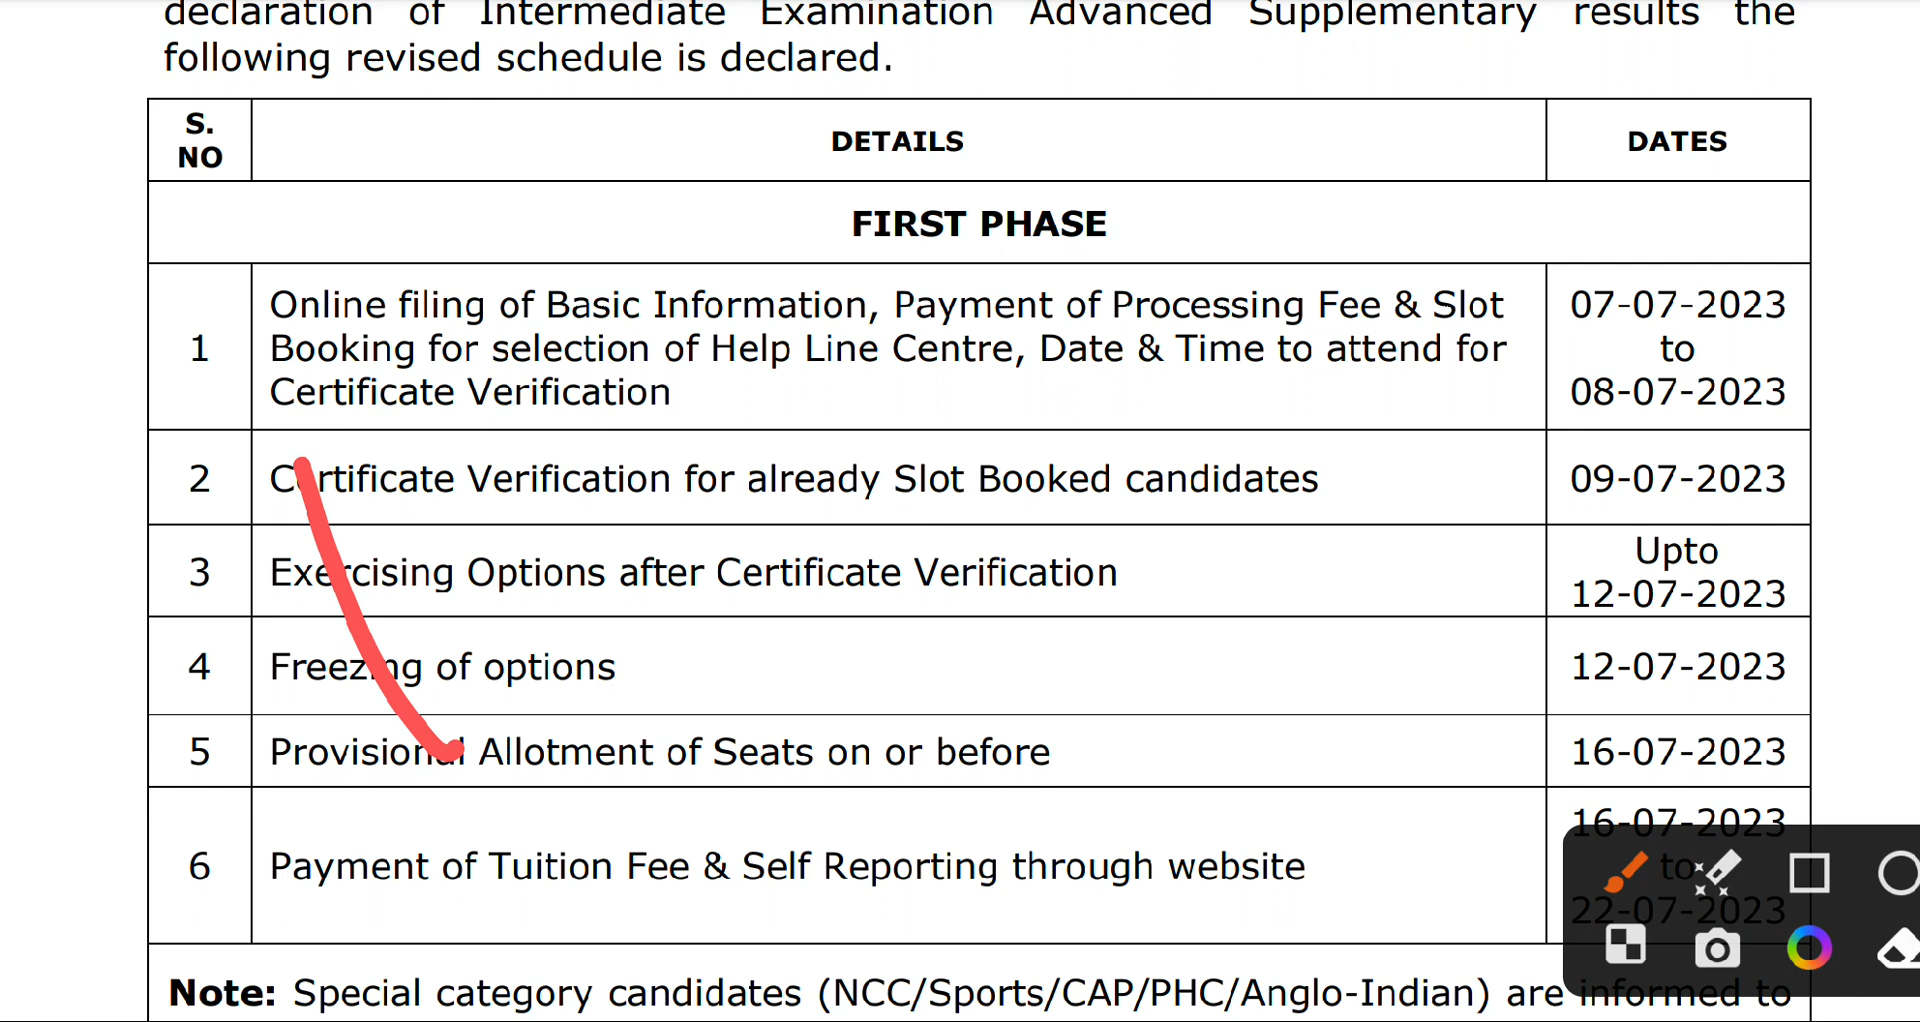 declaration of Intermediate Examination Advanced Supplementary results the
following revised schedule is declared.
S. NO
DETAILS
DATES
FIRST PHASE
1
Online filing of Basic Information, Payment of Processing Fee & Slot
Booking for selection of Help Line Centre, Date & Time to attend for
Certificate Verification
07-07-2023
to
08-07-2023
2
Certificate Verification for already Slot Booked candidates
09-07-2023
3
Exercising Options after Certificate Verification
Upto
12-07-2023
4
Freezing of options
12-07-2023
5
Provisional Allotment of Seats on or before
16-07-2023
6
Payment of Tuition Fee & Self Reporting through website
16-07-2023
to
22-07-2023
Note: Special category candidates (NCC/Sports/CAP/PHC/Anglo-Indian) are informed to